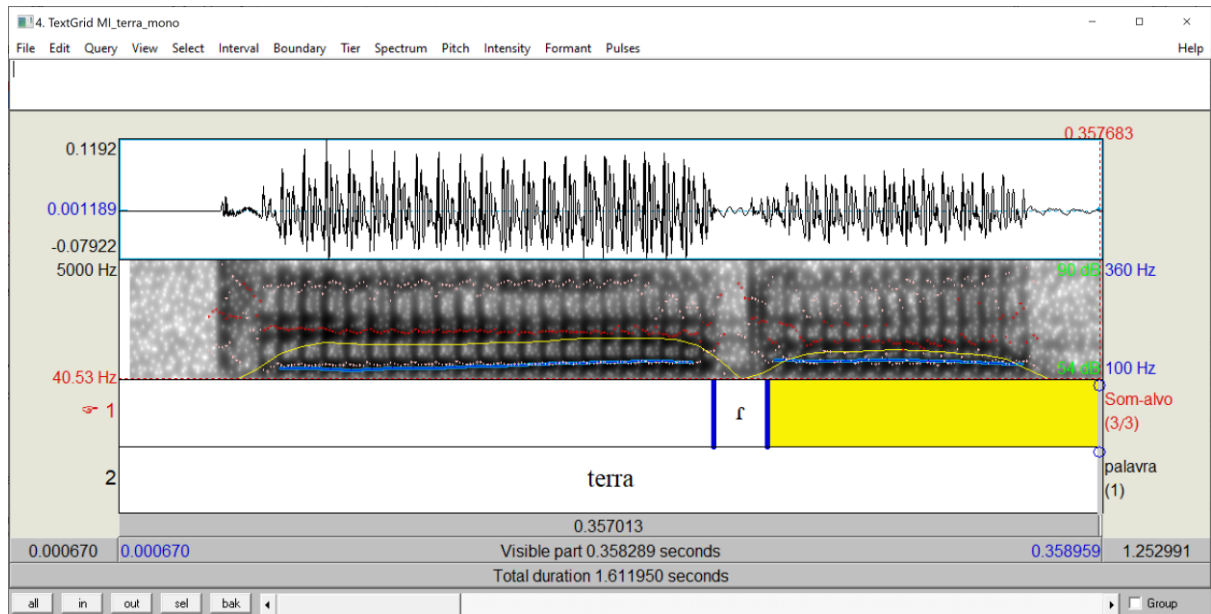 4. TextGrid MI_terra_mono
File Edit Query View Select Interval Boundary Tier Spectrum Pitch Intensity Formant Pulses Help
0.357683
0.1192
0.001189
-0.07922
5000 Hz 90 dB 360 Hz
40.53 Hz 54 dB 100 Hz
☞ 1 ɾ Som-alvo
(3/3)
2 terra palavra
(1)
0.357013
0.000670 0.000670 Visible part 0.358289 seconds 0.358959 1.252991
Total duration 1.611950 seconds
all in out sel bak Group